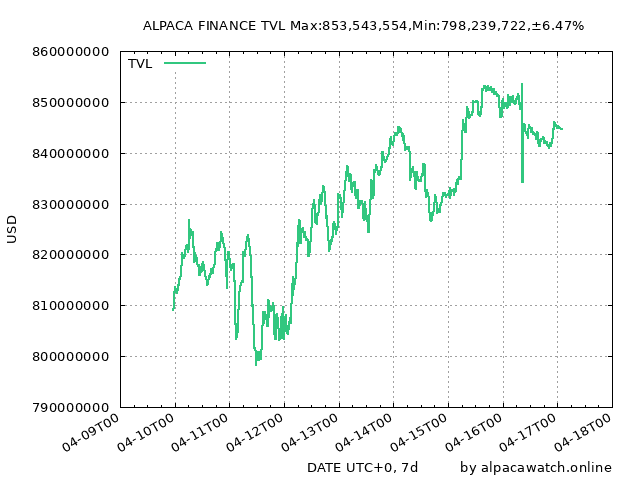 ALPACA FINANCE TVL Max:853,543,554,Min:798,239,722,±6.47%
860000000
TVL
850000000
840000000
830000000
USD
820000000
810000000
800000000
790000000
04-09T00
04-10T00
04-11T00
04-12T00
04-13T00
04-14T00
04-15T00
04-16T00
04-17T00
04-18T00
DATE UTC+0, 7d
by alpacawatch.online